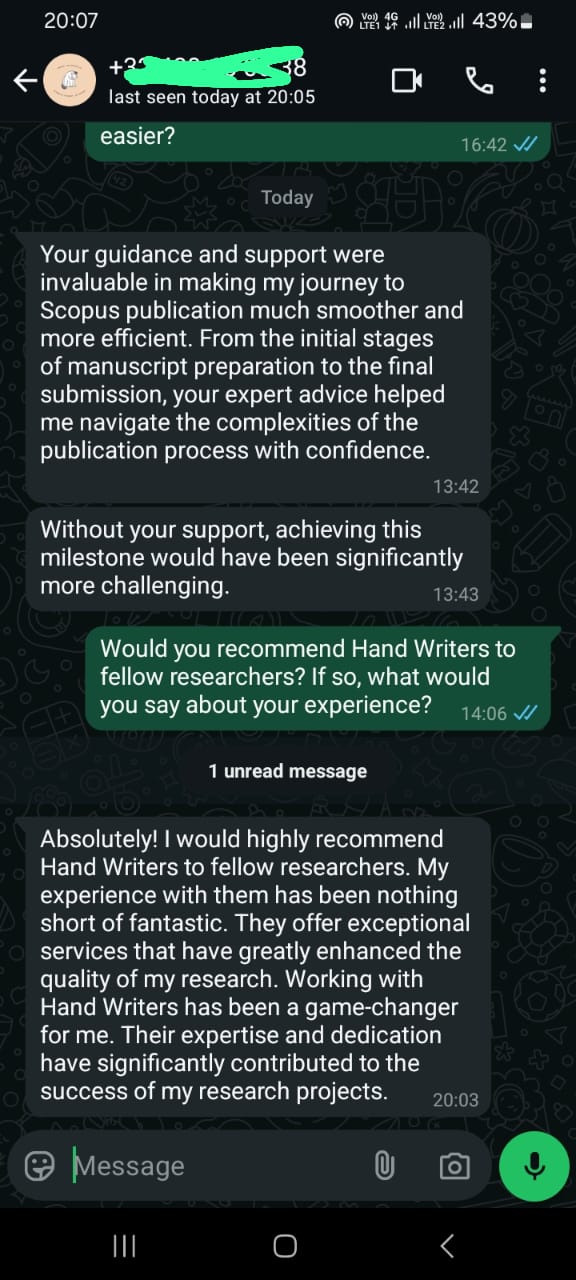 20:07
Vo)) LTE1 4G Vo)) LTE2 43%
last seen today at 20:05
easier?
16:42
Today
Your guidance and support were
invaluable in making my journey to
Scopus publication much smoother and
more efficient. From the initial stages
of manuscript preparation to the final
submission, your expert advice helped
me navigate the complexities of the
publication process with confidence.
13:42
Without your support, achieving this
milestone would have been significantly
more challenging.
13:43
Would you recommend Hand Writers to
fellow researchers? If so, what would
you say about your experience?
14:06
1 unread message
Absolutely! I would highly recommend
Hand Writers to fellow researchers. My
experience with them has been nothing
short of fantastic. They offer exceptional
services that have greatly enhanced the
quality of my research. Working with
Hand Writers has been a game-changer
for me. Their expertise and dedication
have significantly contributed to the
success of my research projects.
20:03
Message